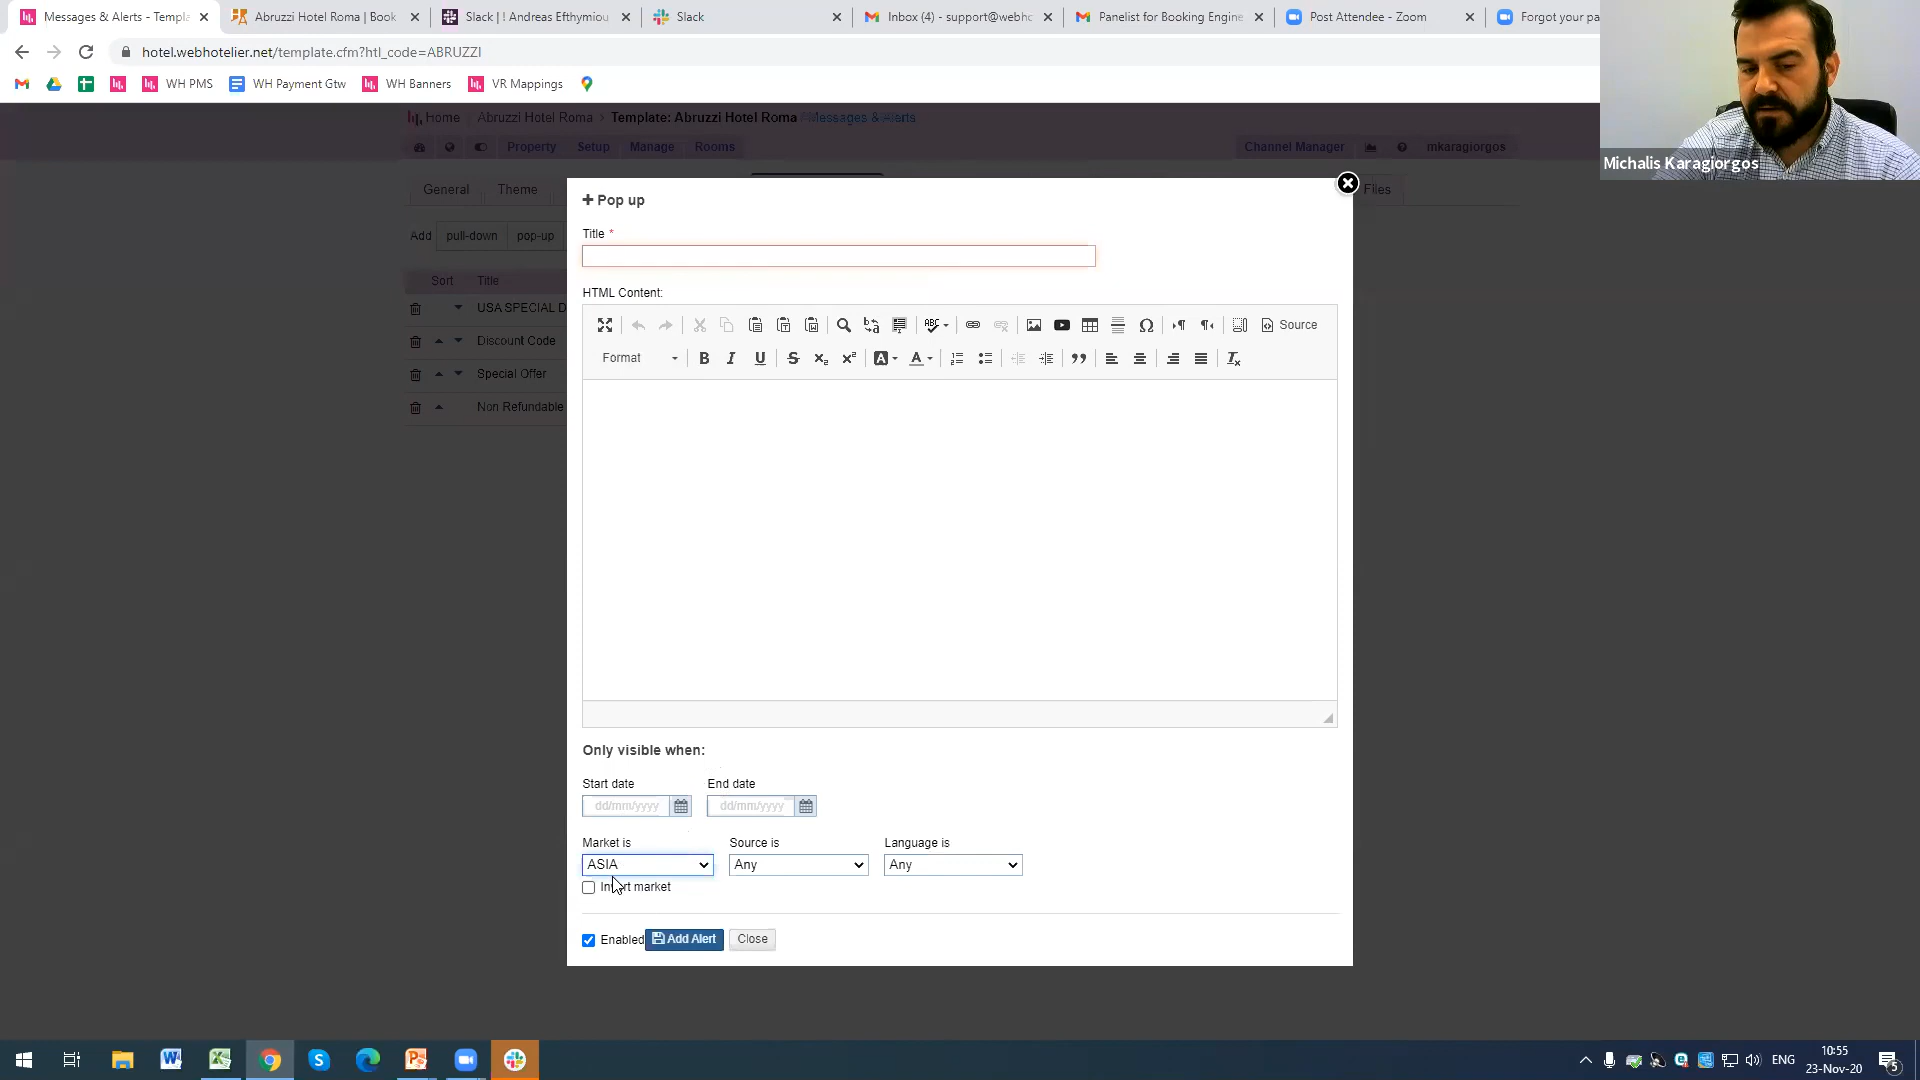 Messages & Alerts - Templa
Abruzzi Hotel Roma | Book
Slack | ! Andreas Efthymiou
Slack
Inbox (4) - support@webhc
Panelist for Booking Engine
Post Attendee - Zoom
Forgot your pa
hotel.webhotelier.net/template.cfm?htl_code=ABRUZZI
WH PMS
WH Payment Gtw
WH Banners
VR Mappings
Home
Abruzzi Hotel Roma
Template: Abruzzi Hotel Roma
Messages & Alerts
Property
Setup
Manage
Rooms
Channel Manager
mkaragiorgos
Michalis Karagiorgos
General
Theme
Files
Add
pull-down
pop-up
Sort
Title
USA SPECIAL D
Discount Code
Special Offer
Non Refundable
Pop up
Title *
HTML Content:
Source
Format
Only visible when:
Start date
End date
dd/mm/yyyy
dd/mm/yyyy
Market is
Source is
Language is
ASIA
Any
Any
Invert market
Enabled
Add Alert
Close
ENG
10:55
23-Nov-20
5